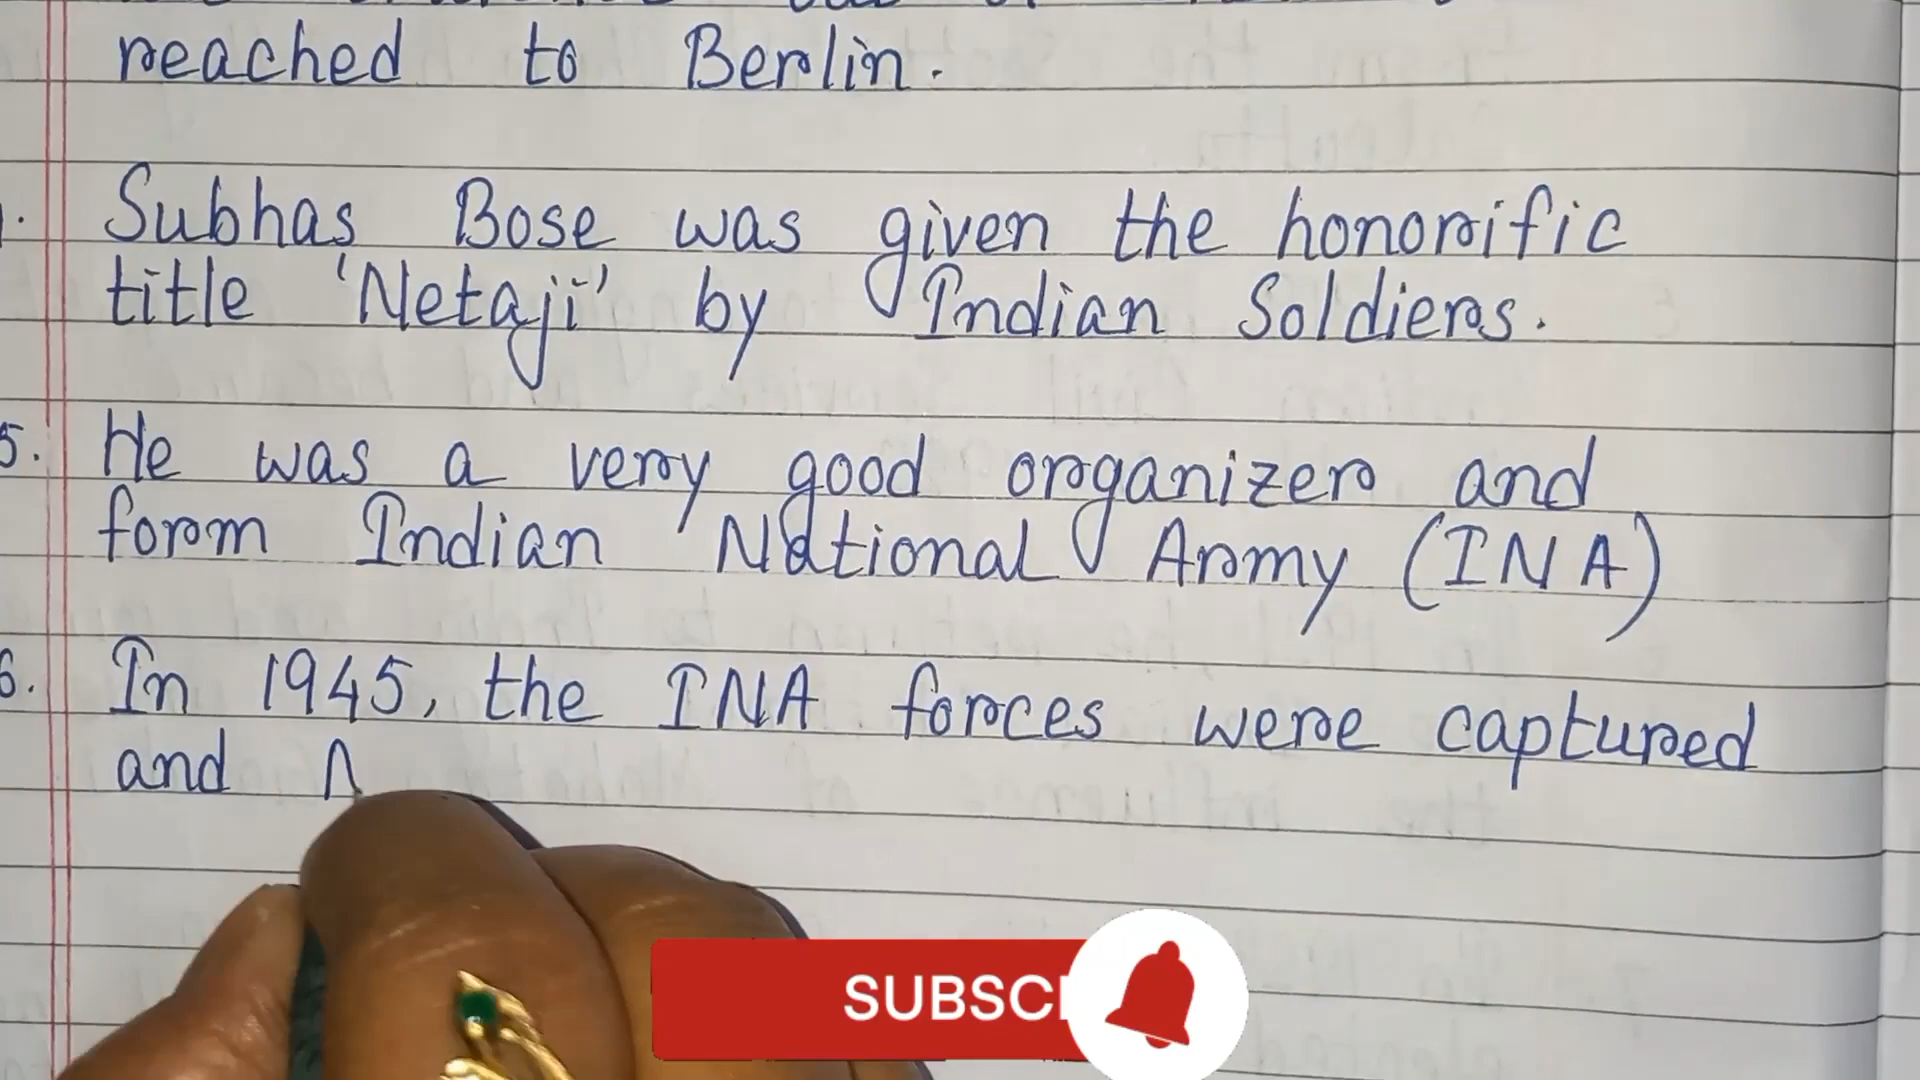 reached to Berlin.
Subhas Bose was given the honorific
title 'Netaji' by Indian Soldiers.
5. He was a very good organizer and
form Indian National Army (INA)
6. In 1945, the INA forces were captured
and
SUBSC